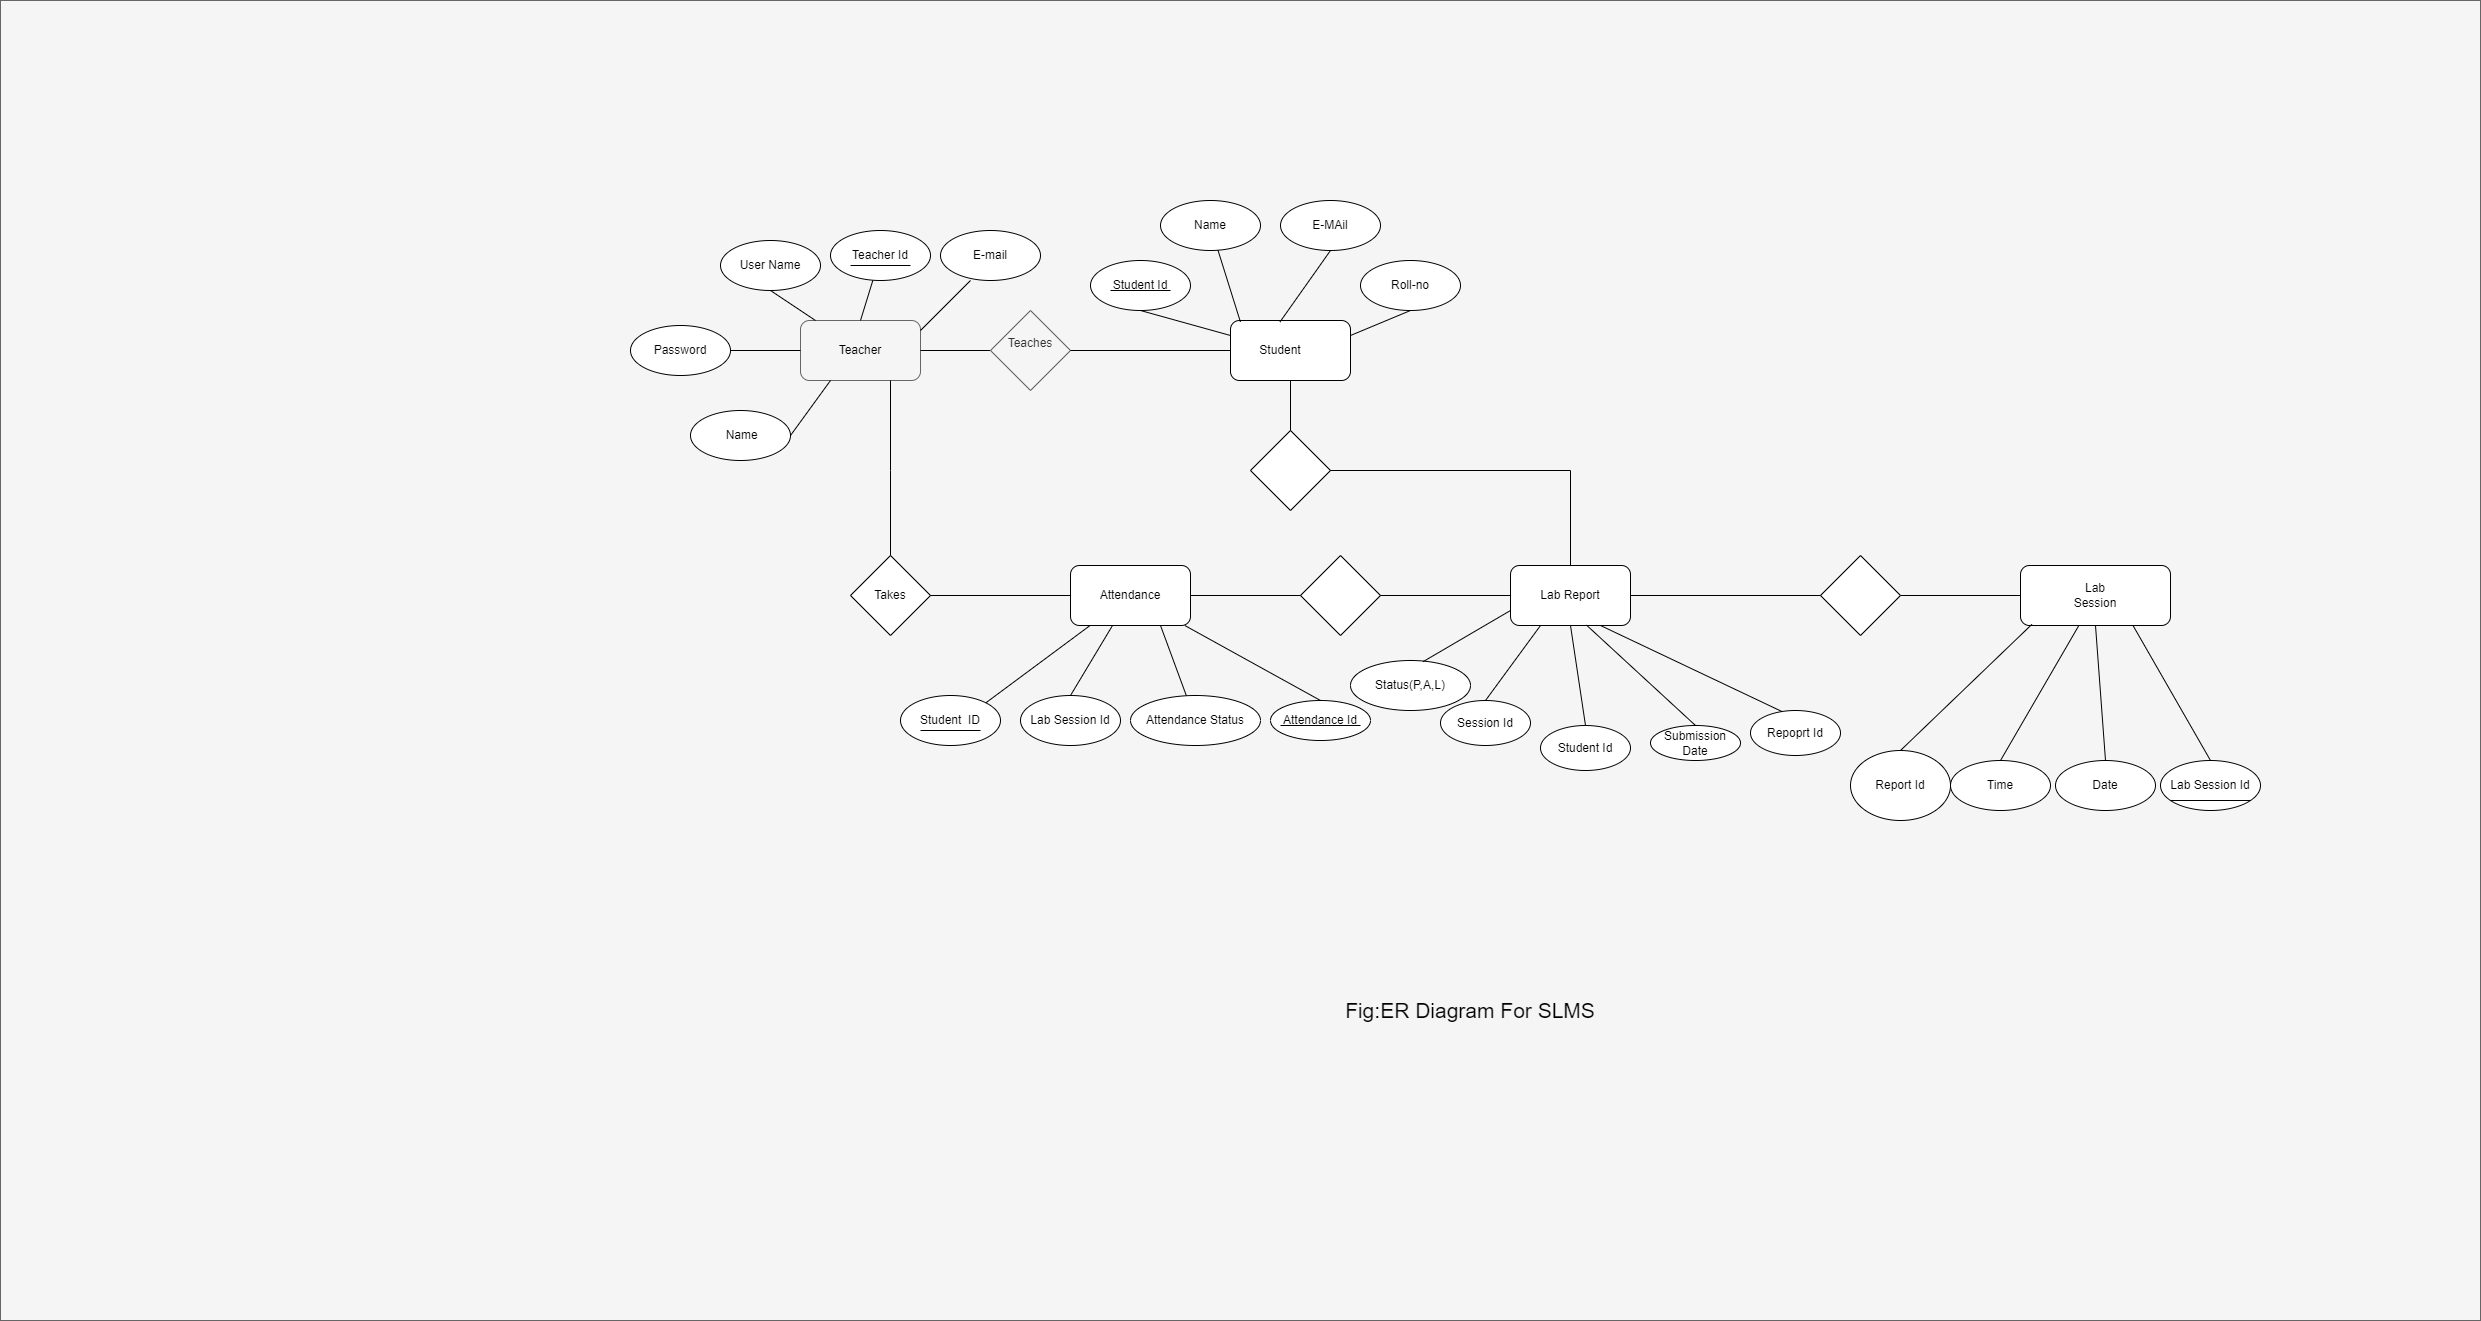 Name
E-MAil
User Name
Teacher Id
E-mail
Student Id
Roll-no
Password
Teacher
Teaches
Student
Name
Takes
Attendance
Lab Report
Lab
Session
Student  ID
Lab Session Id
Attendance Status
Attendance Id
Status(P,A,L)
Session Id
Student Id
Submission
Date
Repoprt Id
Report Id
Time
Date
Lab Session Id
Fig:ER Diagram For SLMS